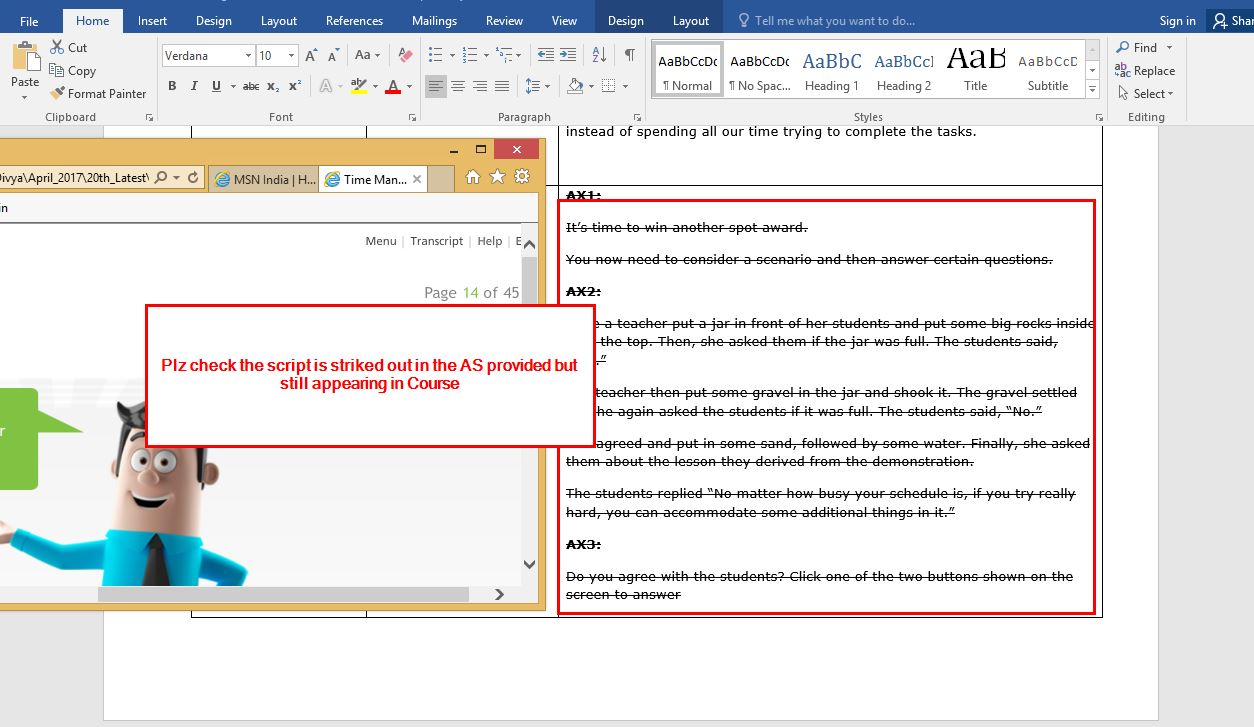 File Home Insert Design Layout References Mailings Review View Design Layout Tell me what you want to do... Sign in Shar
Paste
Cut
Copy
Format Painter
Clipboard
Verdana 10 A A Aa
B I U abc x2 x2 A aby A
Font
Paragraph
AaBbCcDc AaBbCcDc AaBbC AaBbCcI AaB AaBbCcD
¶ Normal ¶ No Spac... Heading 1 Heading 2 Title Subtitle
Styles
Find
Replace
Select
Editing
instead of spending all our time trying to complete the tasks.
ivya\April_2017\20th_Latest\ MSN India | H... Time Man...
in
Menu | Transcript | Help | E
Page 14 of 45
r
Plz check the script is striked out in the AS provided but
still appearing in Course
AX1:
It's time to win another spot award.
You now need to consider a scenario and then answer certain questions.
AX2:
e a teacher put a jar in front of her students and put some big rocks inside
the top. Then, she asked them if the jar was full. The students said,
.”
teacher then put some gravel in the jar and shook it. The gravel settled
he again asked the students if it was full. The students said, “No.”
agreed and put in some sand, followed by some water. Finally, she asked
them about the lesson they derived from the demonstration.
The students replied “No matter how busy your schedule is, if you try really
hard, you can accommodate some additional things in it.”
AX3:
Do you agree with the students? Click one of the two buttons shown on the
screen to answer